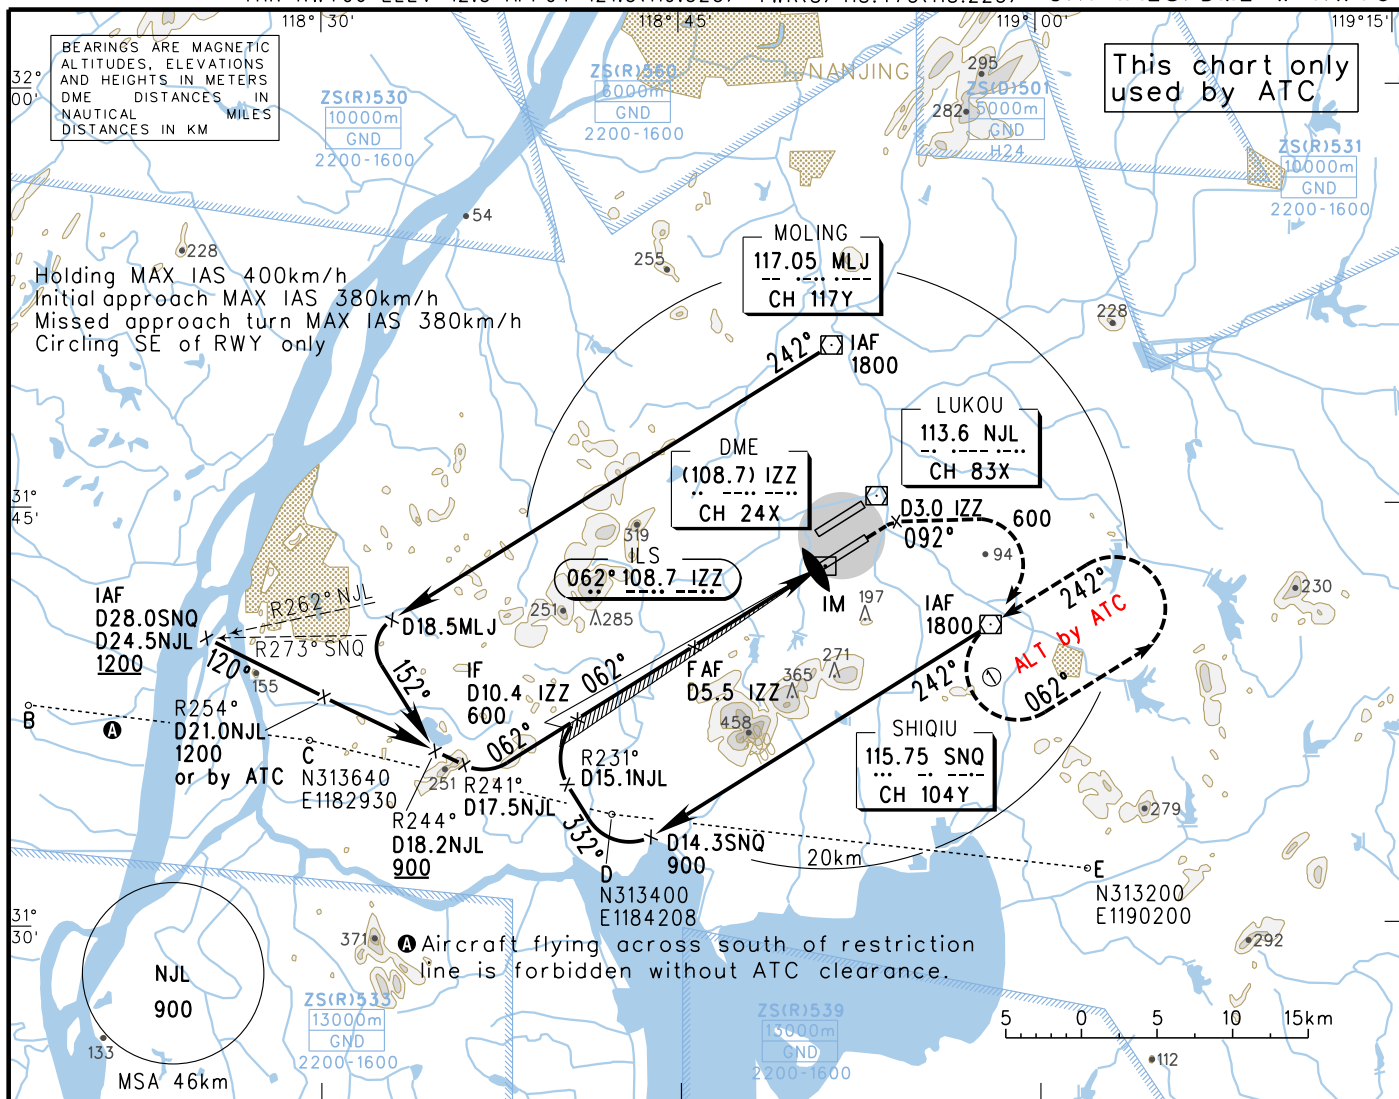 118° 30'
118° 45'
119° 00'
119° 15'
BEARINGS ARE MAGNETIC
ALTITUDES, ELEVATIONS
AND HEIGHTS IN METERS
DME DISTANCES IN
NAUTICAL MILES
DISTANCES IN KM
32°
00'
ZS(R)530
10000m
GND
2200-1600
ZS(R)560
6000m
GND
2200-1600
NANJING
295
ZS(D)501
5000m
GND
H24
282
This chart only
used by ATC
ZS(R)531
10000m
GND
2200-1600
54
228
255
Holding MAX IAS 400km/h
Initial approach MAX IAS 380km/h
Missed approach turn MAX IAS 380km/h
Circling SE of RWY only
MOLING
117.05 MLJ
CH 117Y
228
242°
IAF
1800
LUKOU
113.6 NJL
CH 83X
DME
(108.7) IZZ
CH 24X
31°
45'
D3.0 IZZ
092°
600
94
319
ILS
062° 108.7 IZZ
251
285
IM
197
IAF
1800
242°
ALT by ATC
①
062°
230
IAF
D28.0SNQ
D24.5NJL
1200
R262° NJL
R273° SNQ
120°
155
D18.5MLJ
152°
IF
D10.4 IZZ
600
062°
062°
FAF
D5.5 IZZ
365
271
458
242°
B
A
R254°
D21.0NJL
1200
or by ATC
C
N313640
E1182930
251
R241°
D17.5NJL
R244°
D18.2NJL
900
R231°
D15.1NJL
332°
SHIQIU
115.75 SNQ
CH 104Y
279
D14.3SNQ
900
20km
D
N313400
E1184208
E
N313200
E1190200
31°
30'
371
A Aircraft flying across south of restriction
line is forbidden without ATC clearance.
292
NJL
900
133
MSA 46km
ZS(R)533
13000m
GND
2200-1600
ZS(R)539
13000m
GND
2200-1600
5 0 5 10 15km
112